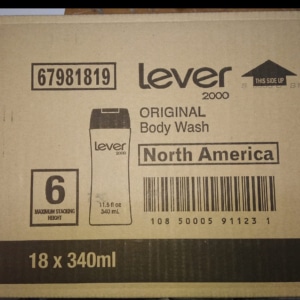 67981819
Lever
2000
THIS SIDE UP
ORIGINAL
Body Wash
North America
Lever
2000
11.5 fl oz
340 mL
6
MAXIMUM STACKING
HEIGHT
108 50005 91123 1
18 x 340ml